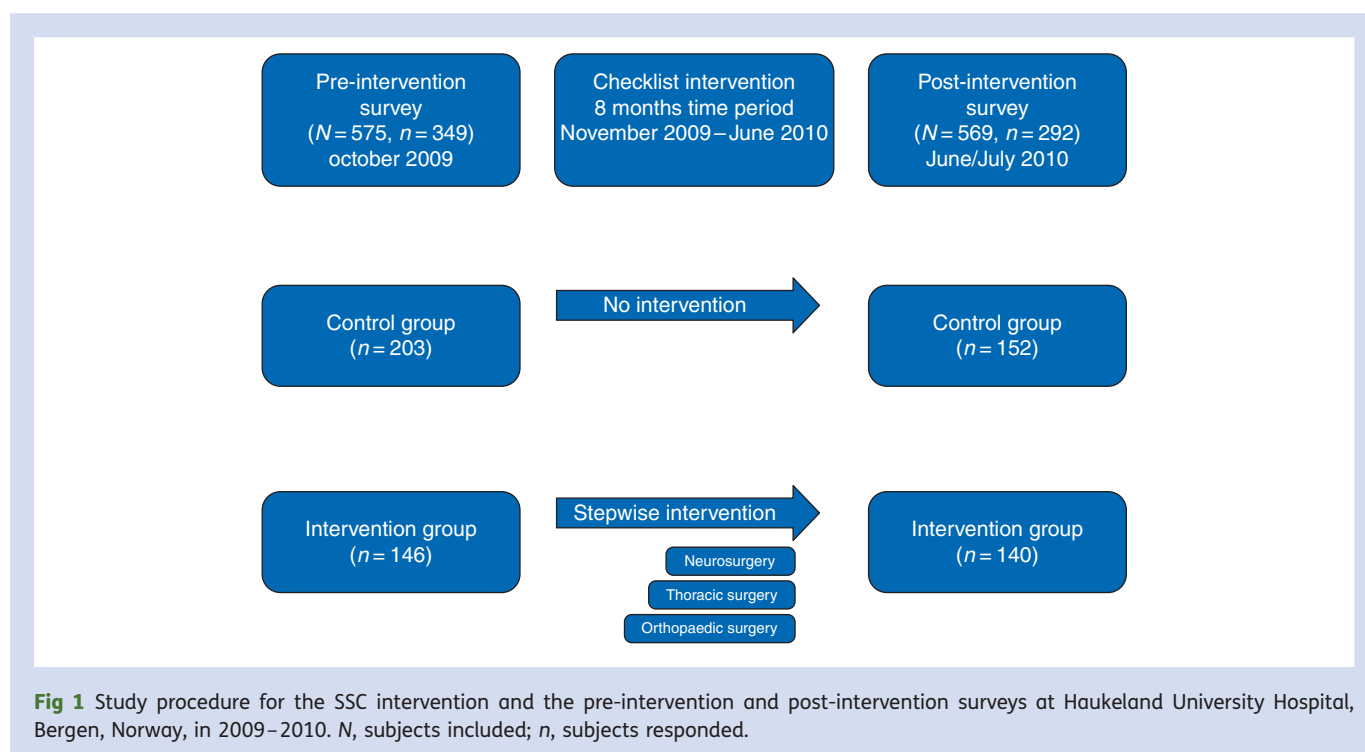 Pre-intervention
survey
(N = 575, n = 349)
october 2009
Checklist intervention
8 months time period
November 2009–June 2010
Post-intervention
survey
(N = 569, n = 292)
June/July 2010
Control group
(n = 203)
No intervention
Control group
(n = 152)
Intervention group
(n = 146)
Stepwise intervention
Neurosurgery
Thoracic surgery
Orthopaedic surgery
Intervention group
(n = 140)
Fig 1 Study procedure for the SSC intervention and the pre-intervention and post-intervention surveys at Haukeland University Hospital,
Bergen, Norway, in 2009–2010. N, subjects included; n, subjects responded.